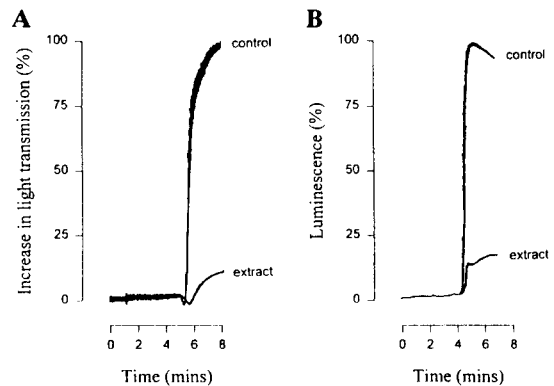 A
Increase in light transmission (%)
100
75
50
25
0
control
extract
0 2 4 6 8
Time (mins)
B
Luminescence (%)
100
75
50
25
0
control
extract
0 2 4 6 8
Time (mins)